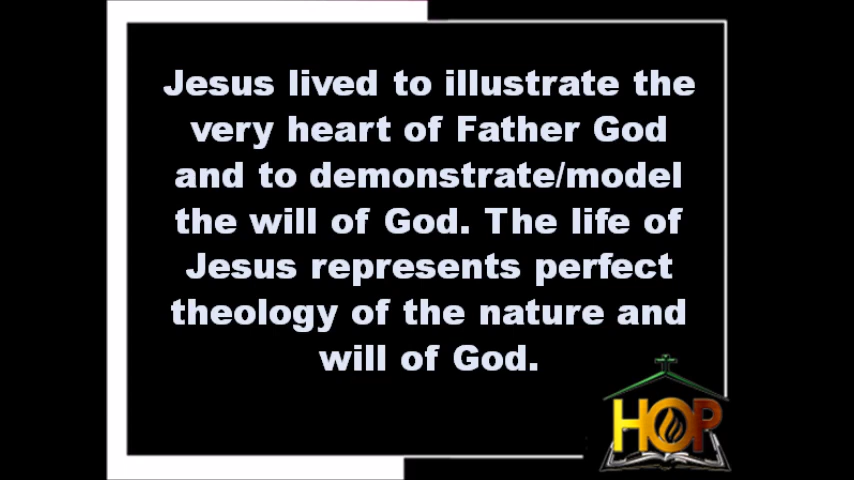 Jesus lived to illustrate the
very heart of Father God
and to demonstrate/model
the will of God. The life of
Jesus represents perfect
theology of the nature and
will of God.
HOP